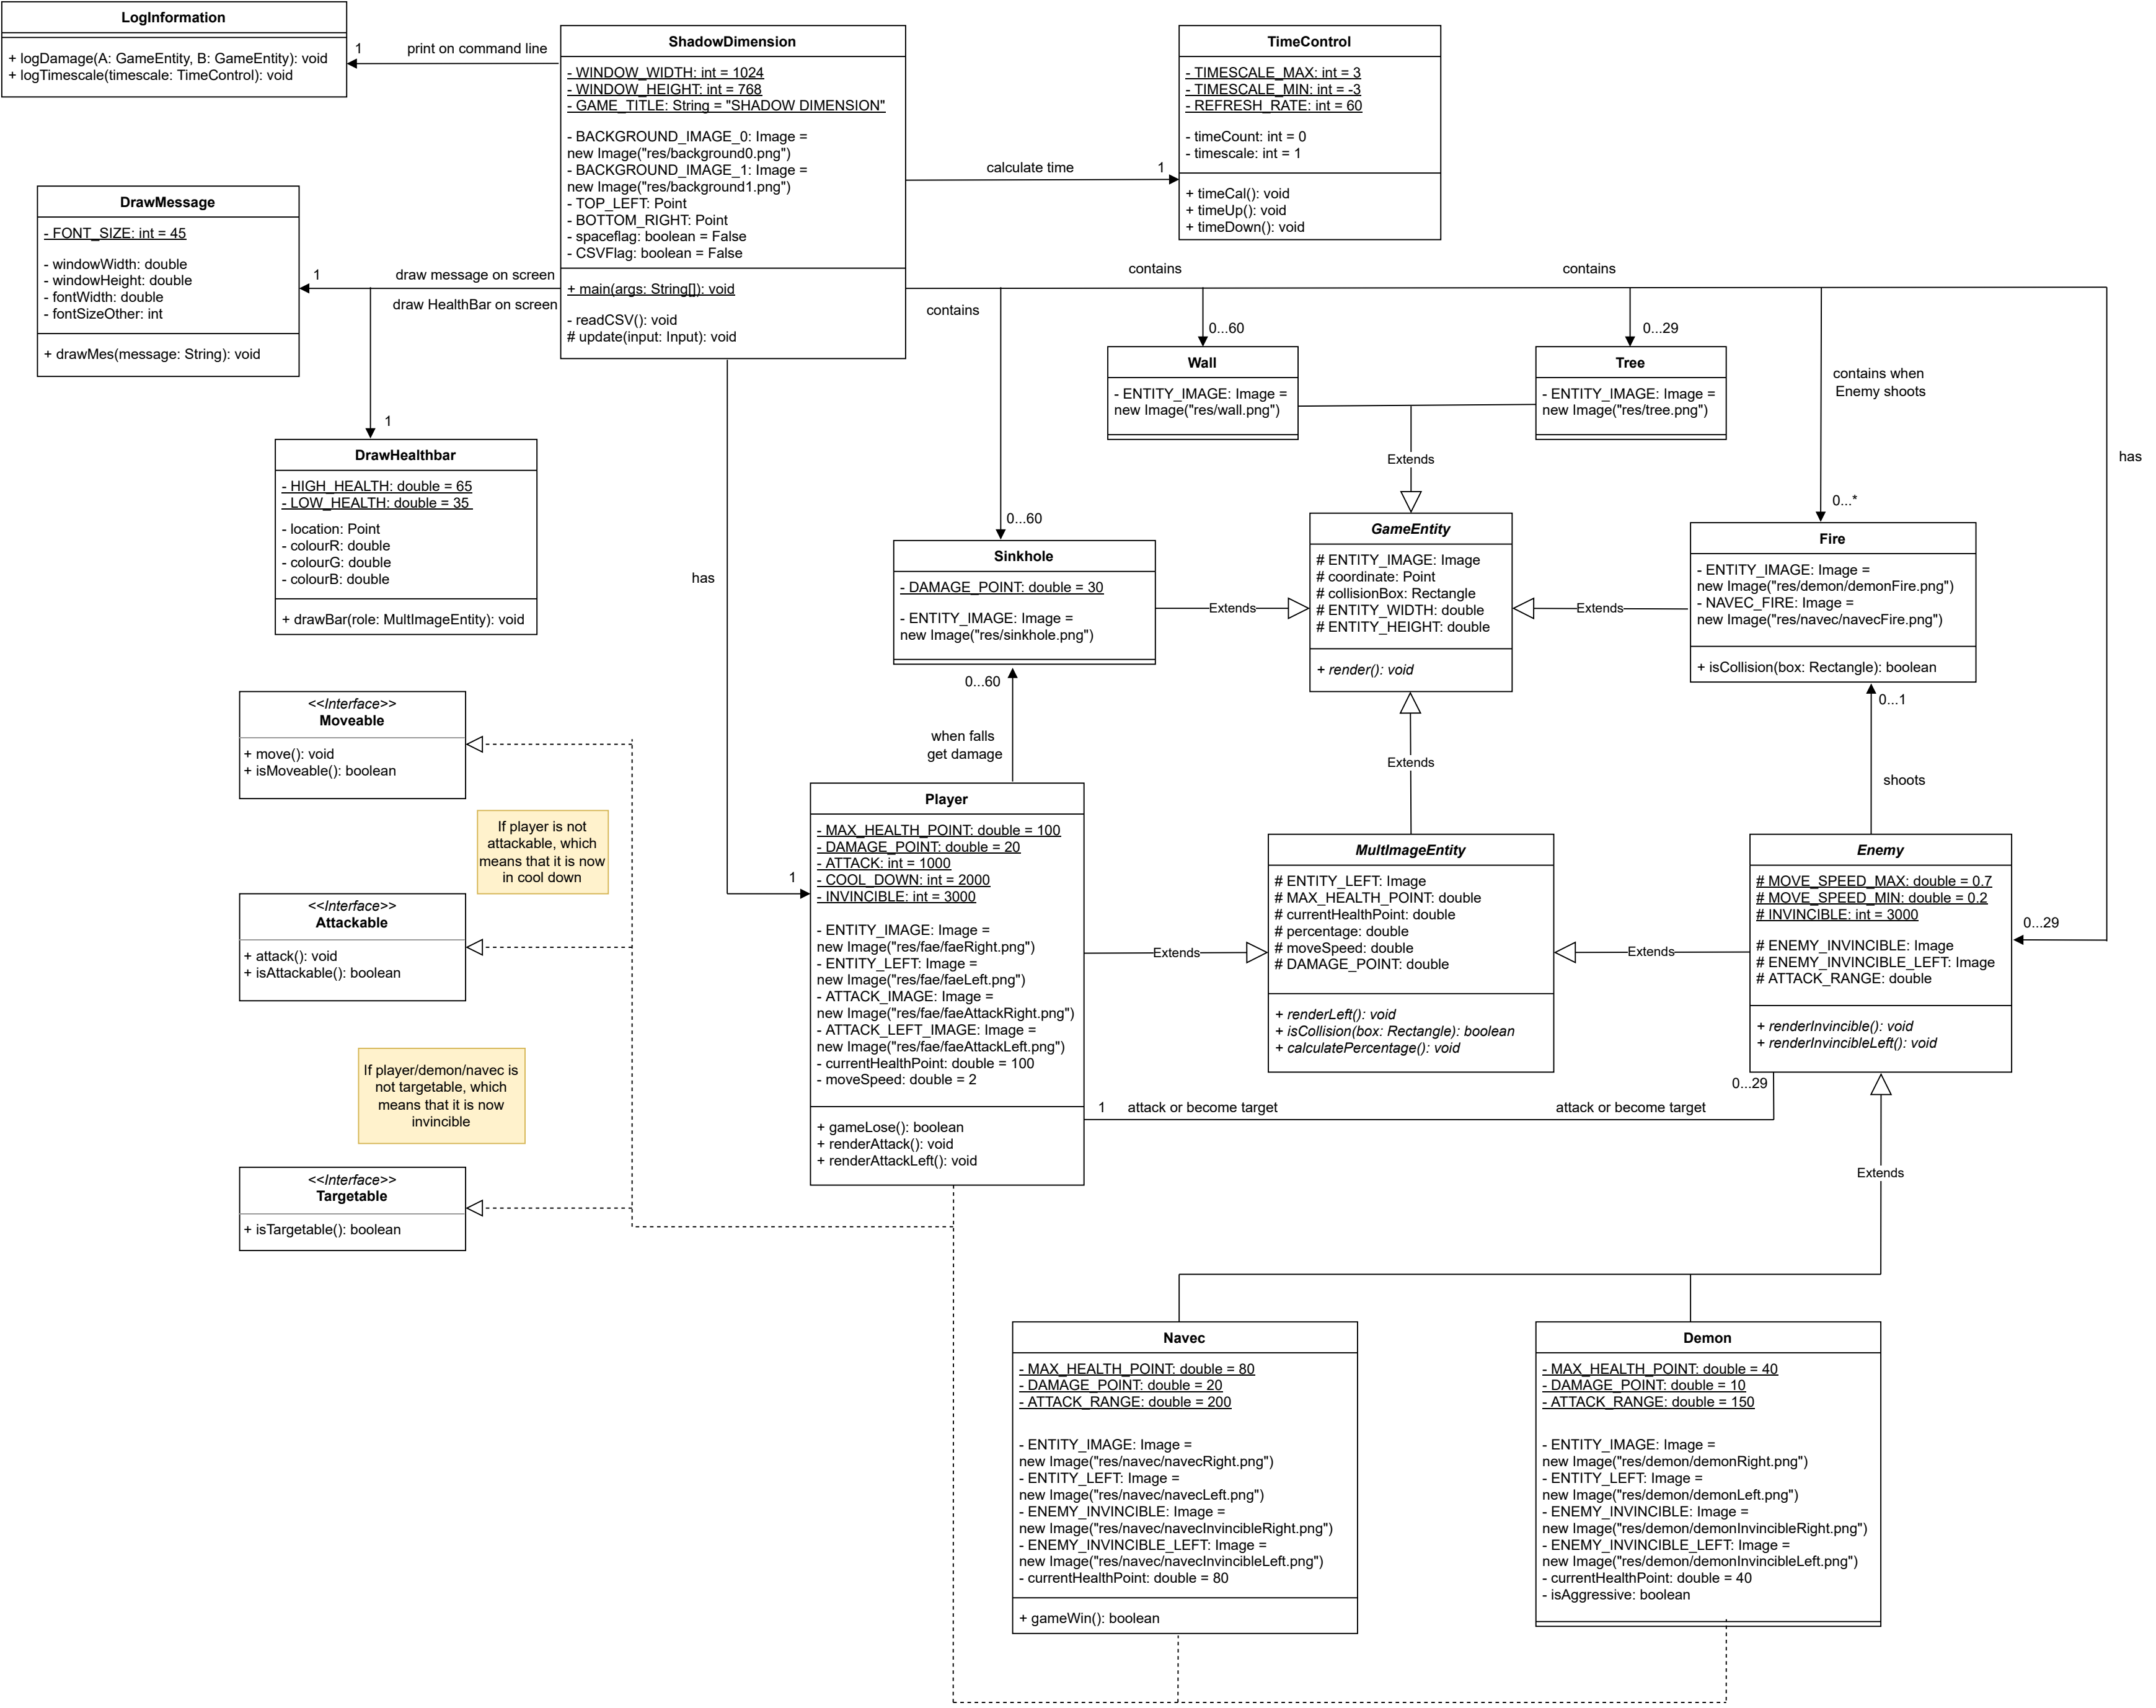 LogInformation
+ logDamage(A: GameEntity, B: GameEntity): void
+ logTimescale(timescale: TimeControl): void
1
print on command line
ShadowDimension
- WINDOW_WIDTH: int = 1024
- WINDOW_HEIGHT: int = 768
- GAME_TITLE: String = "SHADOW DIMENSION"
- BACKGROUND_IMAGE_0: Image =
new Image("res/background0.png")
- BACKGROUND_IMAGE_1: Image =
new Image("res/background1.png")
- TOP_LEFT: Point
- BOTTOM_RIGHT: Point
- spaceflag: boolean = False
- CSVFlag: boolean = False
+ main(args: String[]): void
- readCSV(): void
# update(input: Input): void
calculate time
1
TimeControl
- TIMESCALE_MAX: int = 3
- TIMESCALE_MIN: int = -3
- REFRESH_RATE: int = 60
- timeCount: int = 0
- timescale: int = 1
+ timeCal(): void
+ timeUp(): void
+ timeDown(): void
DrawMessage
- FONT_SIZE: int = 45
- windowWidth: double
- windowHeight: double
- fontWidth: double
- fontSizeOther: int
+ drawMes(message: String): void
1
draw message on screen
draw HealthBar on screen
1
DrawHealthbar
- HIGH_HEALTH: double = 65
- LOW_HEALTH: double = 35
- location: Point
- colourR: double
- colourG: double
- colourB: double
+ drawBar(role: MultImageEntity): void
contains
contains
contains
0...60
Wall
- ENTITY_IMAGE: Image =
new Image("res/wall.png")
0...29
Tree
- ENTITY_IMAGE: Image =
new Image("res/tree.png")
contains when
Enemy shoots
has
Extends
0...*
0...60
Sinkhole
- DAMAGE_POINT: double = 30
- ENTITY_IMAGE: Image =
new Image("res/sinkhole.png")
Extends
GameEntity
# ENTITY_IMAGE: Image
# coordinate: Point
# collisionBox: Rectangle
# ENTITY_WIDTH: double
# ENTITY_HEIGHT: double
+ render(): void
Extends
Fire
- ENTITY_IMAGE: Image =
new Image("res/demon/demonFire.png")
- NAVEC_FIRE: Image =
new Image("res/navec/navecFire.png")
+ isCollision(box: Rectangle): boolean
has
0...60
when falls
get damage
Extends
0...1
shoots
<<Interface>>
Moveable
+ move(): void
+ isMoveable(): boolean
If player is not
attackable, which
means that it is now
in cool down
<<Interface>>
Attackable
+ attack(): void
+ isAttackable(): boolean
If player/demon/navec is
not targetable, which
means that it is now
invincible
<<Interface>>
Targetable
+ isTargetable(): boolean
1
Player
- MAX_HEALTH_POINT: double = 100
- DAMAGE_POINT: double = 20
- ATTACK: int = 1000
- COOL_DOWN: int = 2000
- INVINCIBLE: int = 3000
- ENTITY_IMAGE: Image =
new Image("res/fae/faeRight.png")
- ENTITY_LEFT: Image =
new Image("res/fae/faeLeft.png")
- ATTACK_IMAGE: Image =
new Image("res/fae/faeAttackRight.png")
- ATTACK_LEFT_IMAGE: Image =
new Image("res/fae/faeAttackLeft.png")
- currentHealthPoint: double = 100
- moveSpeed: double = 2
+ gameLose(): boolean
+ renderAttack(): void
+ renderAttackLeft(): void
Extends
MultImageEntity
# ENTITY_LEFT: Image
# MAX_HEALTH_POINT: double
# currentHealthPoint: double
# percentage: double
# moveSpeed: double
# DAMAGE_POINT: double
+ renderLeft(): void
+ isCollision(box: Rectangle): boolean
+ calculatePercentage(): void
Extends
Enemy
# MOVE_SPEED_MAX: double = 0.7
# MOVE_SPEED_MIN: double = 0.2
# INVINCIBLE: int = 3000
# ENEMY_INVINCIBLE: Image
# ENEMY_INVINCIBLE_LEFT: Image
# ATTACK_RANGE: double
+ renderInvincible(): void
+ renderInvincibleLeft(): void
0...29
0...29
1
attack or become target
attack or become target
Extends
Navec
- MAX_HEALTH_POINT: double = 80
- DAMAGE_POINT: double = 20
- ATTACK_RANGE: double = 200
- ENTITY_IMAGE: Image =
new Image("res/navec/navecRight.png")
- ENTITY_LEFT: Image =
new Image("res/navec/navecLeft.png")
- ENEMY_INVINCIBLE: Image =
new Image("res/navec/navecInvincibleRight.png")
- ENEMY_INVINCIBLE_LEFT: Image =
new Image("res/navec/navecInvincibleLeft.png")
- currentHealthPoint: double = 80
+ gameWin(): boolean
Demon
- MAX_HEALTH_POINT: double = 40
- DAMAGE_POINT: double = 10
- ATTACK_RANGE: double = 150
- ENTITY_IMAGE: Image =
new Image("res/demon/demonRight.png")
- ENTITY_LEFT: Image =
new Image("res/demon/demonLeft.png")
- ENEMY_INVINCIBLE: Image =
new Image("res/demon/demonInvincibleRight.png")
- ENEMY_INVINCIBLE_LEFT: Image =
new Image("res/demon/demonInvincibleLeft.png")
- currentHealthPoint: double = 40
- isAggressive: boolean